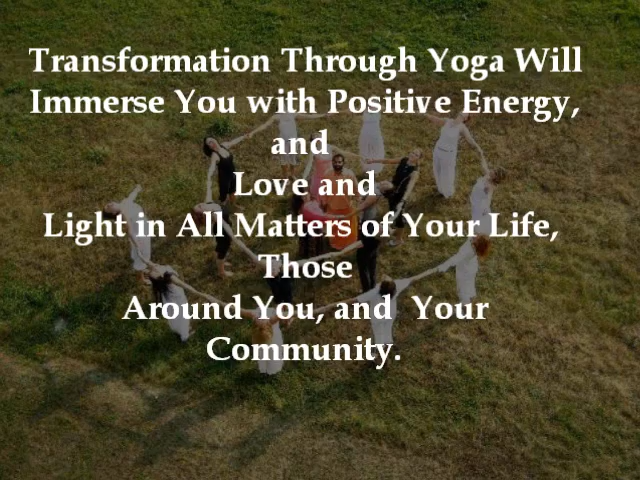 Transformation Through Yoga Will
Immerse You with Positive Energy,
and
Love and
Light in All Matters of Your Life,
Those
Around You, and  Your
Community.